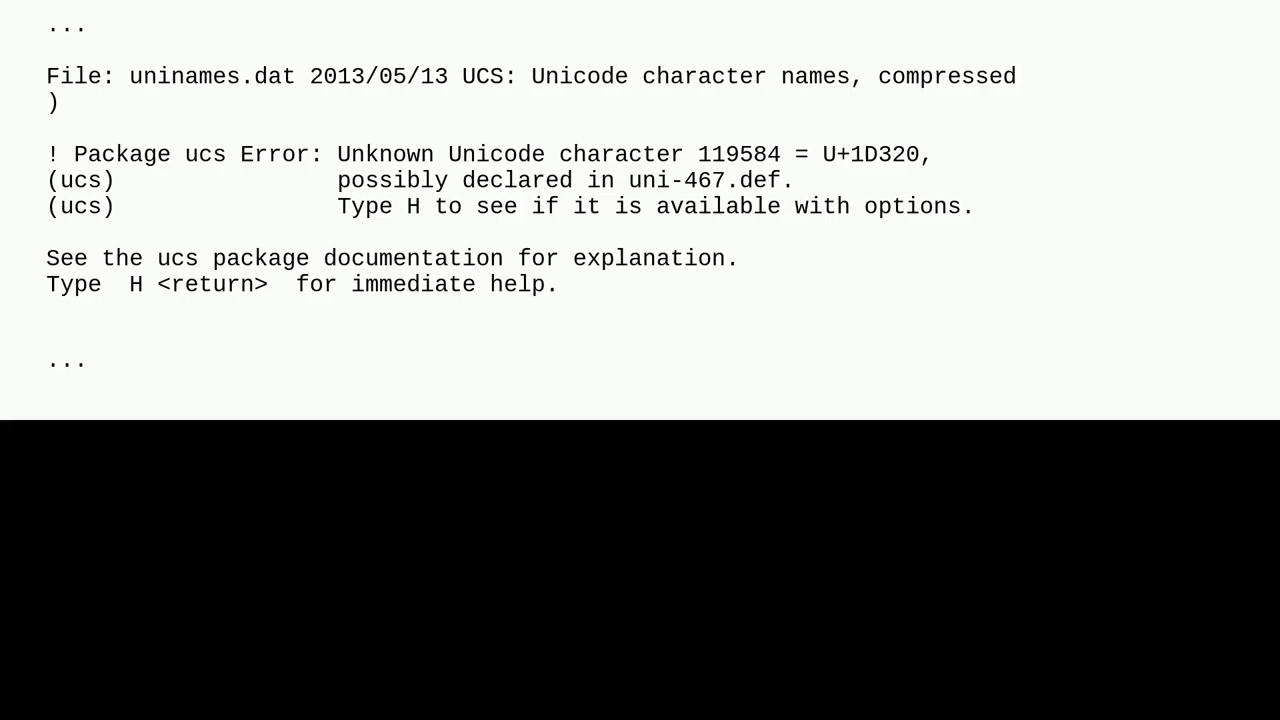 ...
File: uninames.dat 2013/05/13 UCS: Unicode character names, compressed
)
! Package ucs Error: Unknown Unicode character 119584 = U+1D320,
(ucs)                possibly declared in uni-467.def.
(ucs)                Type H to see if it is available with options.
See the ucs package documentation for explanation.
Type  H <return>  for immediate help.
...